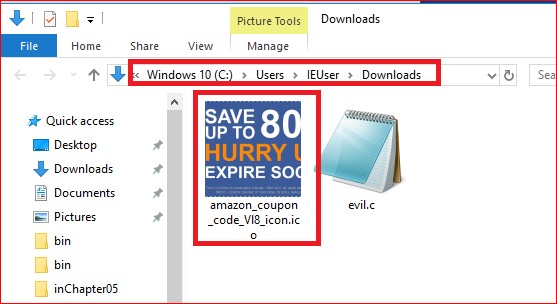 Picture Tools
Downloads
File
Home
Share
View
Manage
« Windows 10 (C:) > Users > IEUser > Downloads
Sea
Quick access
Desktop
Downloads
Documents
Pictures
bin
bin
inChapter05
SAVE
UP TO 80
HURRY U
EXPIRE SOO
amazon_coupon
_code_VI8_icon.ic
o
evil.c